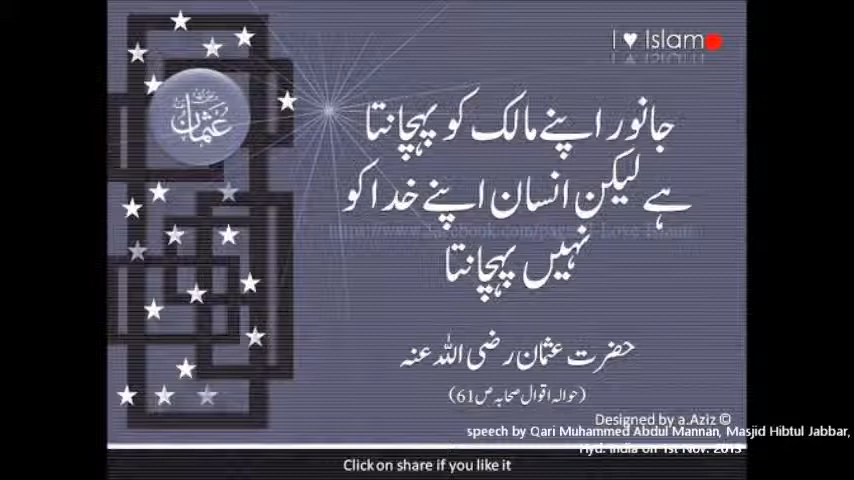 I ♥ Islam
عثمان
جانور اپنے مالک کو پہچانتا
ہے لیکن انسان اپنے خدا کو
نہیں پہچانتا
حضرت عثمان رضی اللہ عنہ
(حوالہ اقوال صحابہ ص 61)
Designed by a.Aziz ©
speech by Qari Muhammed Abdul Mannan, Masjid Hibtul Jabbar,
Hyd. India on 1st Nov. 2013
Click on share if you like it